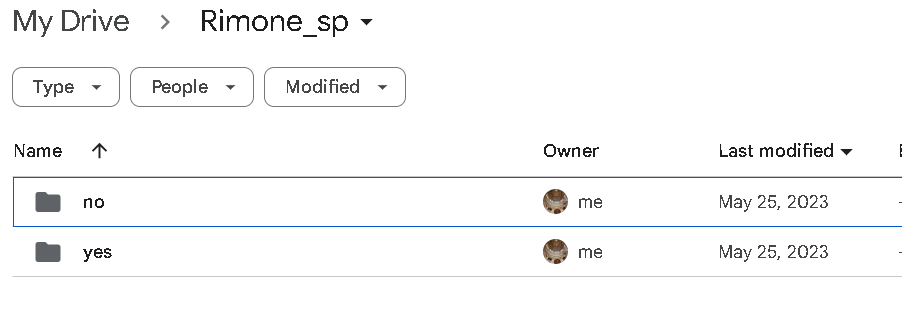 My Drive > Rimone_sp
Type People Modified
Name Owner Last modified
no me May 25, 2023
yes me May 25, 2023